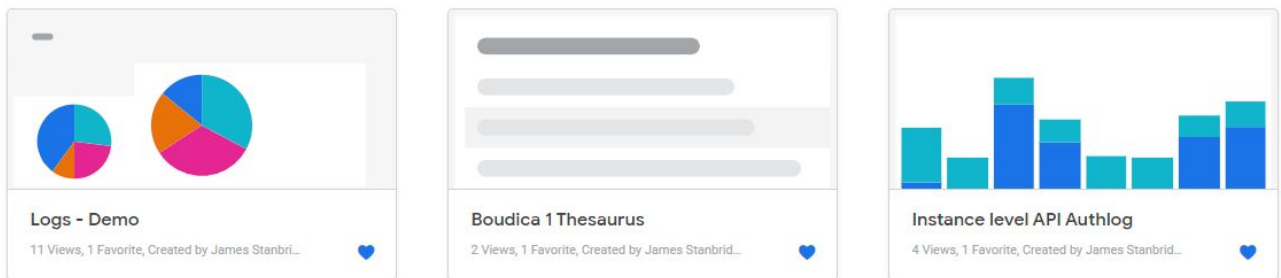 Logs - Demo
11 Views, 1 Favorite, Created by James Stanbri...
Boudica 1 Thesaurus
2 Views, 1 Favorite, Created by James Stanbrid...
Instance level API Authlog
4 Views, 1 Favorite, Created by James Stanbrid...